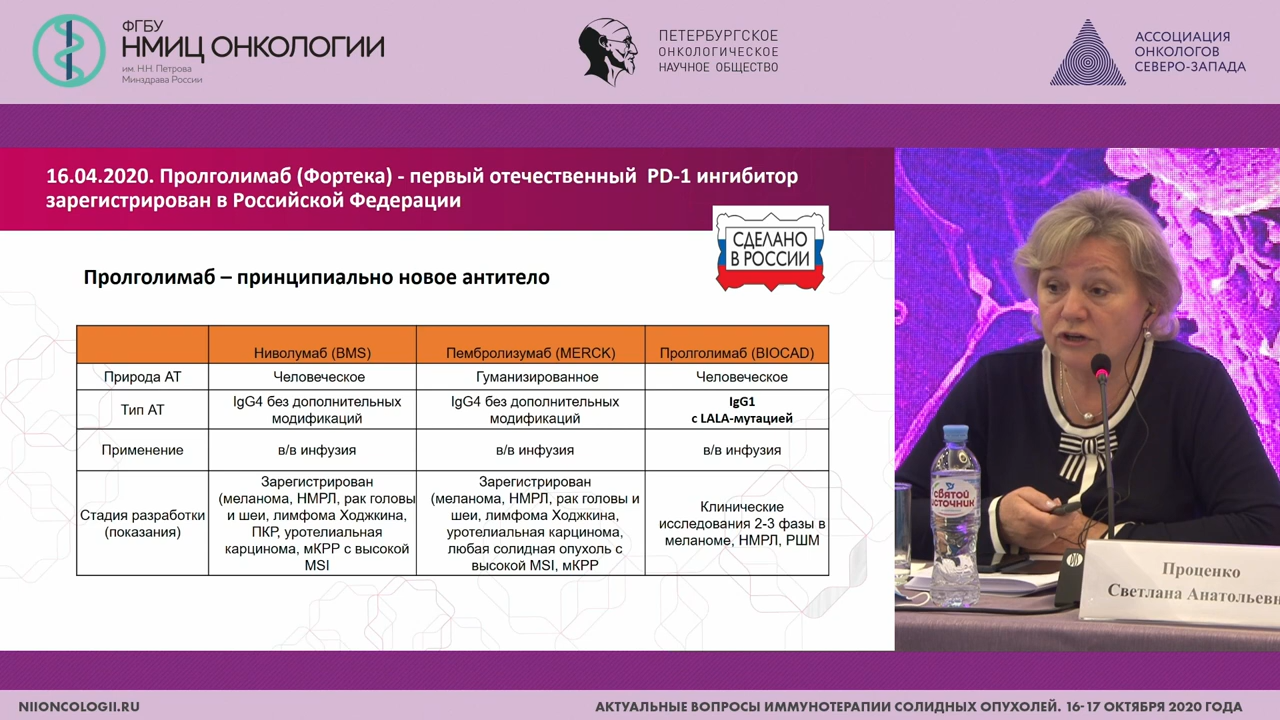 ФГБУ
НМИЦ ОНКОЛОГИИ
им. Н.Н. Петрова
Минздрава России
ПЕТЕРБУРГСКОЕ
ОНКОЛОГИЧЕСКОЕ
НАУЧНОЕ ОБЩЕСТВО
АССОЦИАЦИЯ
ОНКОЛОГОВ
СЕВЕРО-ЗАПАДА
16.04.2020. Пролголимаб (Фортека) - первый отечественный PD-1 ингибитор
зарегистрирован в Российской Федерации
СДЕЛАНО
В РОССИИ
Пролголимаб – принципиально новое антитело
Ниволумаб (BMS)
Пембролизумаб (MERCK)
Пролголимаб (BIOCAD)
Природа АТ
Человеческое
Гуманизированное
Человеческое
Тип АТ
IgG4 без дополнительных
модификаций
IgG4 без дополнительных
модификаций
IgG1
с LALA-мутацией
Применение
в/в инфузия
в/в инфузия
в/в инфузия
Стадия разработки
(показания)
Зарегистрирован
(меланома, НМРЛ, рак головы
и шеи, лимфома Ходжкина,
ПКР, уротелиальная
карцинома, мКРР с высокой
MSI
Зарегистрирован
(меланома, НМРЛ, рак головы и
шеи, лимфома Ходжкина,
уротелиальная карцинома,
любая солидная опухоль с
высокой MSI, мКРР
Клинические
исследования 2-3 фазы в
меланоме, НМРЛ, РШМ
СВЯТОЙ
ИСТОЧНИК
Проценко
Светлана Анатольевн
NIIONCOLOGII.RU
АКТУАЛЬНЫЕ ВОПРОСЫ ИММУНОТЕРАПИИ СОЛИДНЫХ ОПУХОЛЕЙ. 16-17 ОКТЯБРЯ 2020 ГОДА